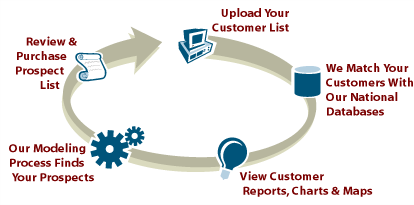 Upload Your
Customer List
We Match Your
Customers With
Our National
Databases
View Customer
Reports, Charts & Maps
Our Modeling
Process Finds
Your Prospects
Review &
Purchase
Prospect
List